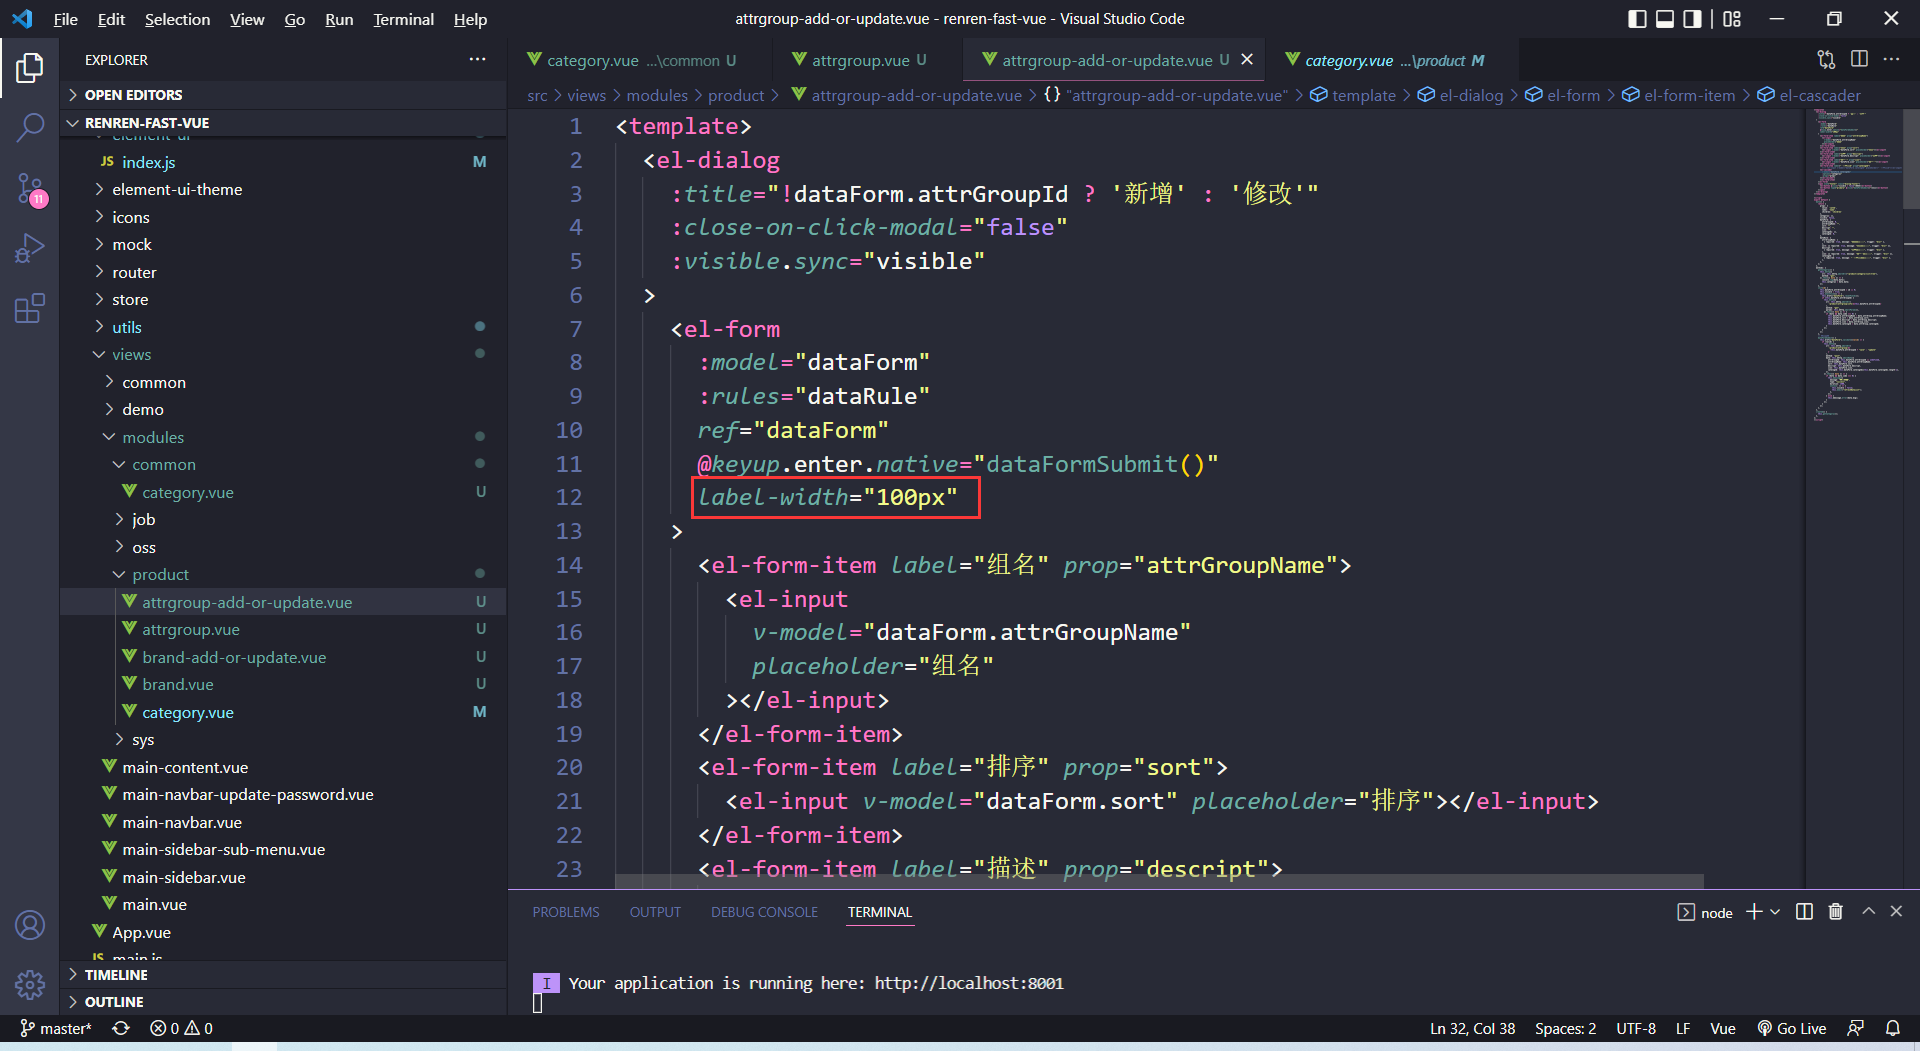 File Edit Selection View Go Run Terminal Help
attrgroup-add-or-update.vue - renren-fast-vue - Visual Studio Code
EXPLORER
OPEN EDITORS
RENREN-FAST-VUE
element-ui
index.js M
element-ui-theme
icons
mock
router
store
utils
views
common
demo
modules
common
category.vue U
job
oss
product
attrgroup-add-or-update.vue U
attrgroup.vue U
brand-add-or-update.vue U
brand.vue U
category.vue M
sys
main-content.vue
main-navbar-update-password.vue
main-navbar.vue
main-sidebar-sub-menu.vue
main-sidebar.vue
main.vue
App.vue
JS main.js
TIMELINE
OUTLINE
11
category.vue ...\common U
attrgroup.vue U
attrgroup-add-or-update.vue U
category.vue ...\product M
src > views > modules > product > attrgroup-add-or-update.vue > {} "attrgroup-add-or-update.vue" > template > el-dialog > el-form > el-form-item > el-cascader
1 <template>
2 <el-dialog
3 :title="!dataForm.attrGroupId ? '新增' : '修改'"
4 :close-on-click-modal="false"
5 :visible.sync="visible"
6 >
7 <el-form
8 :model="dataForm"
9 :rules="dataRule"
10 ref="dataForm"
11 @keyup.enter.native="dataFormSubmit()"
12 label-width="100px"
13 >
14 <el-form-item label="组名" prop="attrGroupName">
15 <el-input
16 v-model="dataForm.attrGroupName"
17 placeholder="组名"
18 ></el-input>
19 </el-form-item>
20 <el-form-item label="排序" prop="sort">
21 <el-input v-model="dataForm.sort" placeholder="排序"></el-input>
22 </el-form-item>
23 <el-form-item label="描述" prop="descript">
PROBLEMS OUTPUT DEBUG CONSOLE TERMINAL
node
I Your application is running here: http://localhost:8001
master* 0 0
Ln 32, Col 38 Spaces: 2 UTF-8 LF Vue Go Live